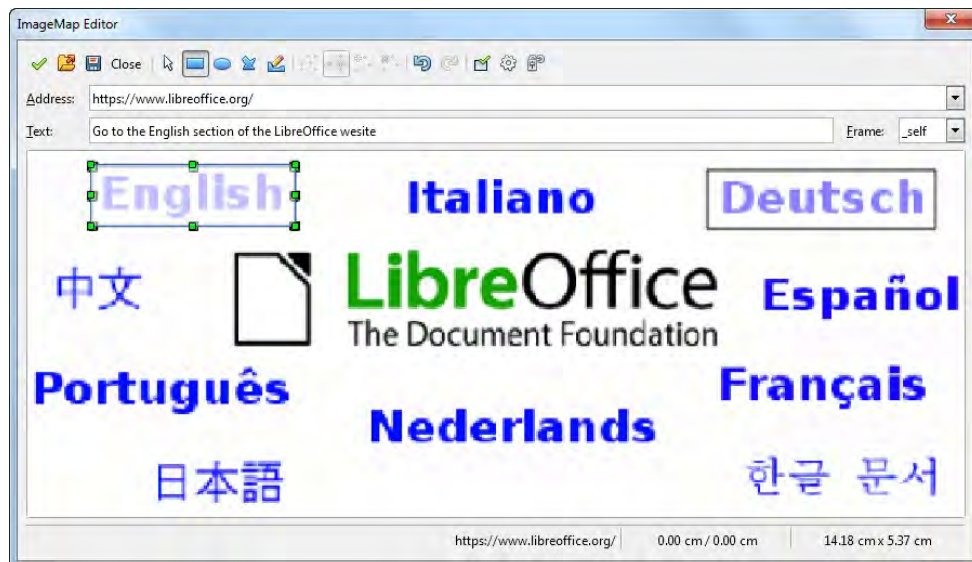 ImageMap Editor
Close
Address: https://www.libreoffice.org/
Text: Go to the English section of the LibreOffice wesite Frame: _self
English Italiano Deutsch
中文 LibreOffice Español
The Document Foundation
Português Français
Nederlands
日本語 한글 문서
https://www.libreoffice.org/ 0.00 cm / 0.00 cm 14.18 cm x 5.37 cm